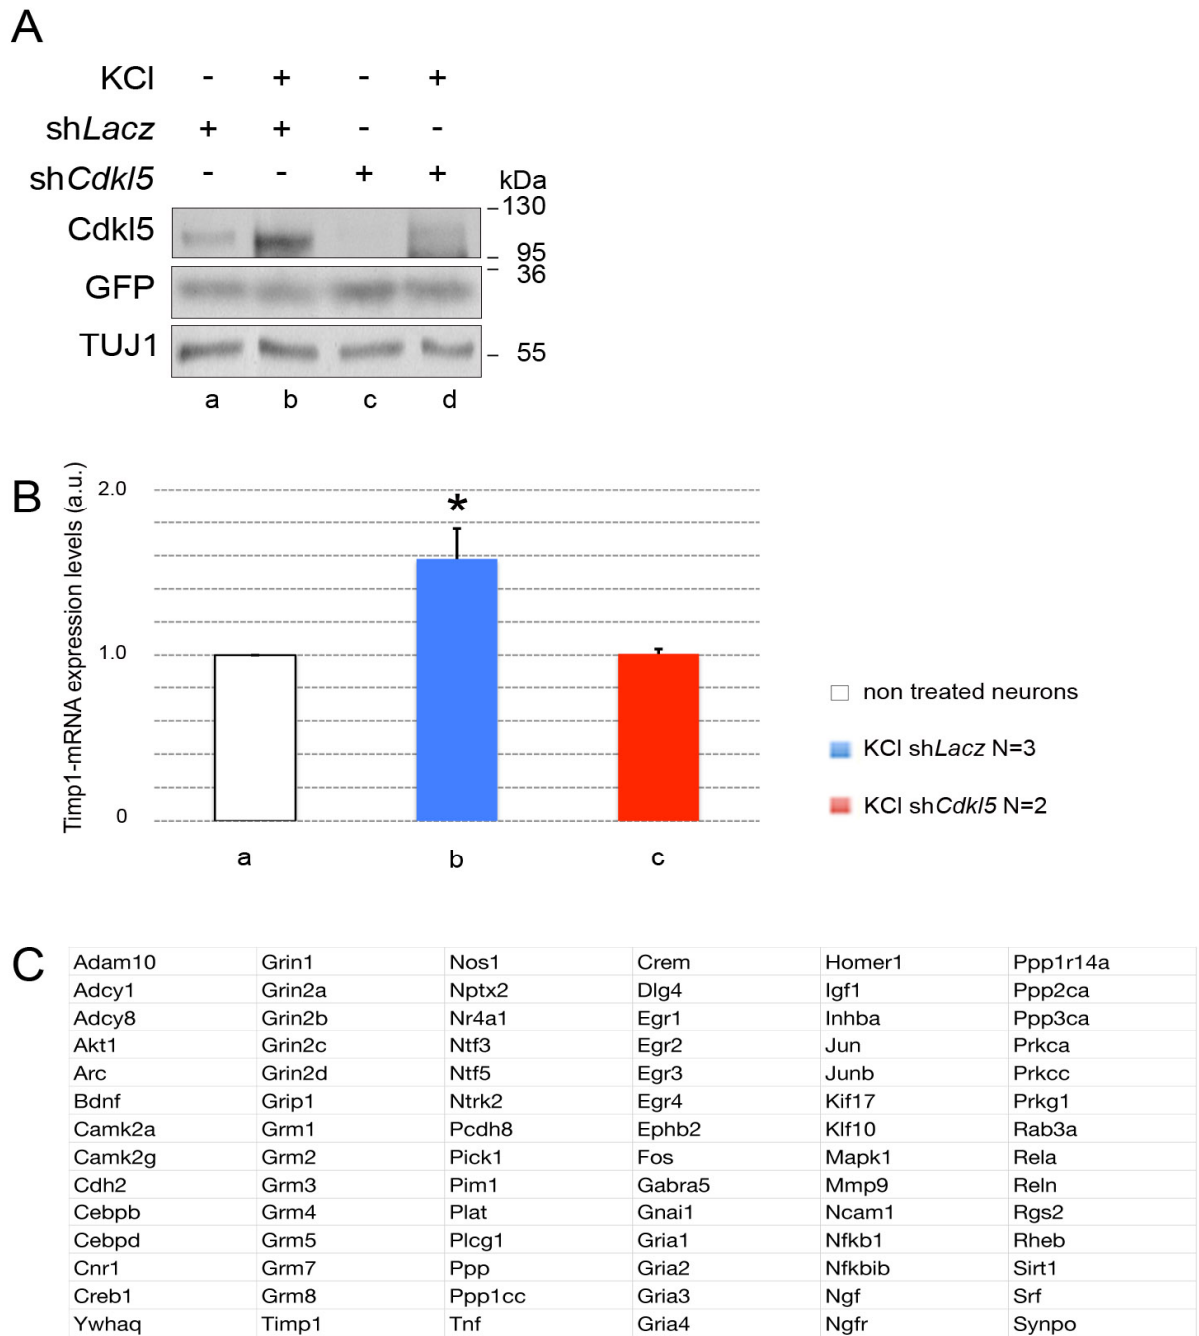 A
KCl - + - +
shLacz + + - -
shCdkl5 - - + +
kDa
Cdkl5
130
95
GFP
36
TUJ1
55
a b c d
B
Timp1-mRNA expression levels (a.u.)
2.0
1.0
0
*
a b c
non treated neurons
KCl shLacz N=3
KCl shCdkl5 N=2
C
Adam10 Grin1 Nos1 Crem Homer1 Ppp1r14a
Adcy1 Grin2a Nptx2 Dlg4 Igf1 Ppp2ca
Adcy8 Grin2b Nr4a1 Egr1 Inhba Ppp3ca
Akt1 Grin2c Ntf3 Egr2 Jun Prkca
Arc Grin2d Ntf5 Egr3 Junb Prkcc
Bdnf Grip1 Ntrk2 Egr4 Kif17 Prkg1
Camk2a Grm1 Pcdh8 Ephb2 Klf10 Rab3a
Camk2g Grm2 Pick1 Fos Mapk1 Rela
Cdh2 Grm3 Pim1 Gabra5 Mmp9 Reln
Cebpb Grm4 Plat Gnai1 Ncam1 Rgs2
Cebpd Grm5 Plcg1 Gria1 Nfkb1 Rheb
Cnr1 Grm7 Ppp Gria2 Nfkbib Sirt1
Creb1 Grm8 Ppp1cc Gria3 Ngf Srf
Ywhaq Timp1 Tnf Gria4 Ngfr Synpo